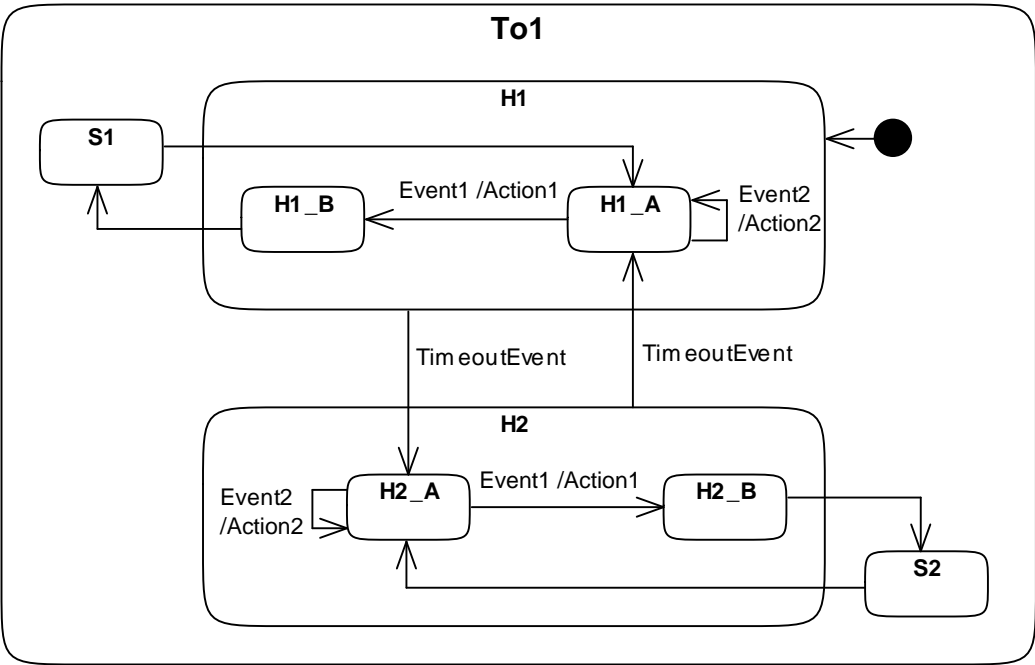 To1
H1
S1
Event1 /Action1
H1_B
H1_A
Event2
/Action2
TimeoutEvent
TimeoutEvent
H2
Event1 /Action1
H2_A
H2_B
Event2
/Action2
S2